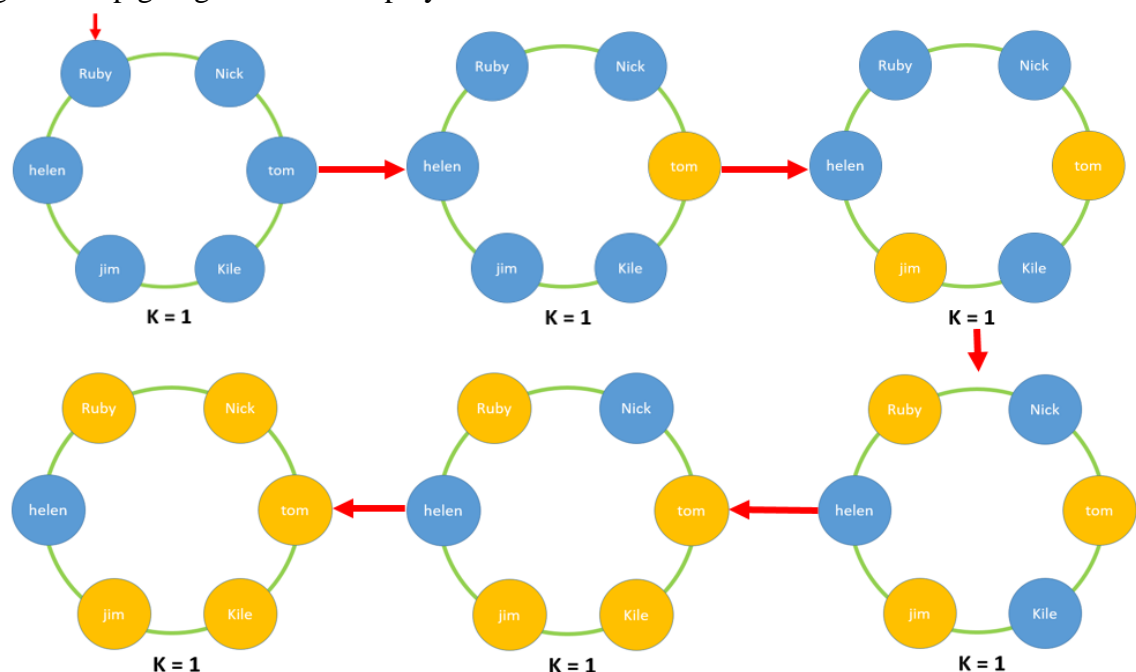 Ruby Nick Ruby Nick Ruby Nick
helen tom helen tom helen tom
jim Kile jim Kile jim Kile
K = 1 K = 1 K = 1
Ruby Nick Ruby Nick Ruby Nick
helen tom helen tom helen tom
jim Kile jim Kile jim Kile
K = 1 K = 1 K = 1